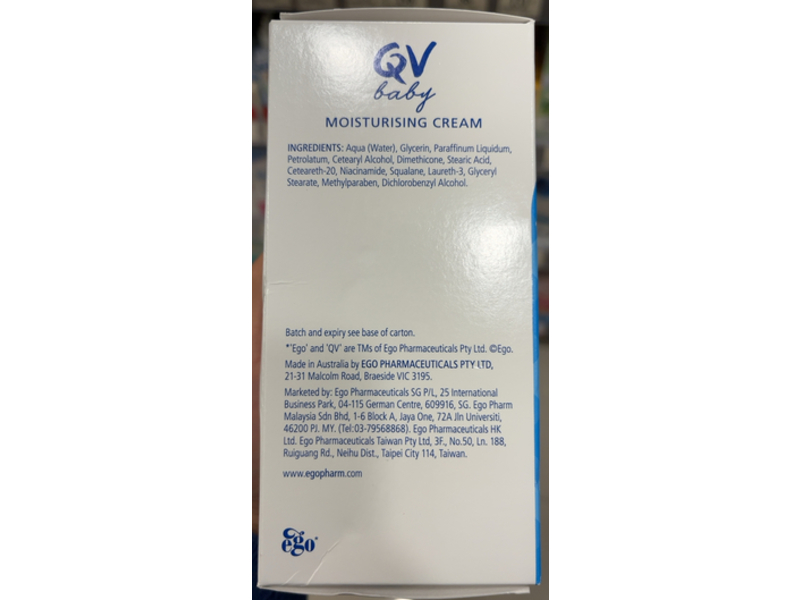 QV
baby
MOISTURISING CREAM
INGREDIENTS: Aqua (Water), Glycerin, Paraffinum Liquidum,
Petrolatum, Cetearyl Alcohol, Dimethicone, Stearic Acid,
Ceteareth-20, Niacinamide, Squalane, Laureth-3, Glyceryl
Stearate, Methylparaben, Dichlorobenzyl Alcohol.
Batch and expiry see base of carton.
*'Ego' and 'QV' are TMs of Ego Pharmaceuticals Pty Ltd. ©Ego.
Made in Australia by EGO PHARMACEUTICALS PTY LTD,
21-31 Malcolm Road, Braeside VIC 3195.
Marketed by: Ego Pharmaceuticals SG P/L, 25 International
Business Park, 04-115 German Centre, 609916, SG. Ego Pharm
Malaysia Sdn Bhd, 1-6 Block A, Jaya One, 72A Jln Universiti,
46200 PJ. MY. (Tel:03-79568868). Ego Pharmaceuticals HK
Ltd. Ego Pharmaceuticals Taiwan Pty Ltd, 3F., No.50, Ln. 188,
Ruiguang Rd., Neihu Dist., Taipei City 114, Taiwan.
www.egopharm.com
ego*